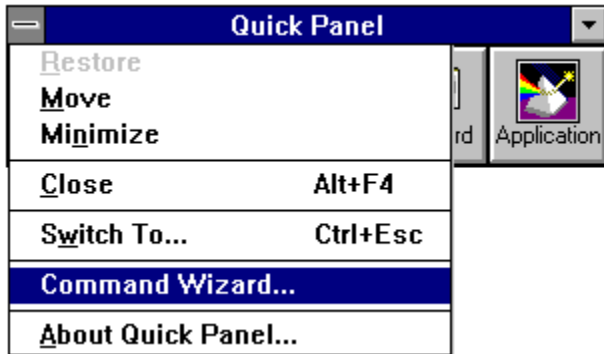 Quick Panel
Restore
Move
Minimize
rd
Application
Close Alt+F4
Switch To... Ctrl+Esc
Command Wizard...
About Quick Panel...